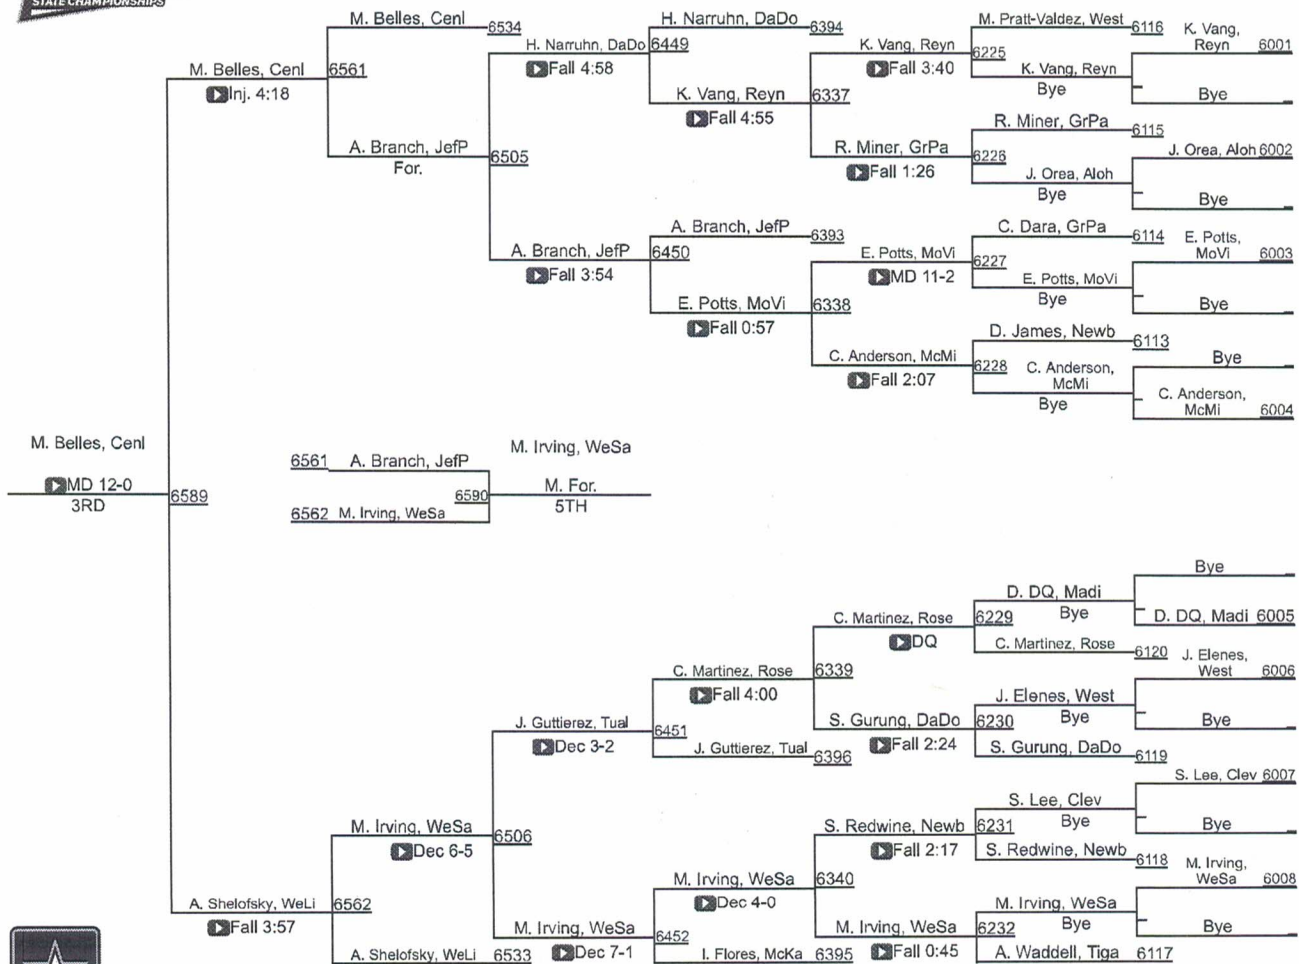 STATE CHAMPIONSHIPS
M. Belles, Cenl
6534
H. Narruhn, DaDo
6394
M. Pratt-Valdez, West
6116
K. Vang,
Reyn
6001
H. Narruhn, DaDo
6449
K. Vang, Reyn
6225
M. Belles, Cenl
6561
Fall 4:58
Fall 3:40
K. Vang, Reyn
Inj. 4:18
Bye
Bye
K. Vang, Reyn
6337
Fall 4:55
R. Miner, GrPa
6115
A. Branch, JefP
6505
R. Miner, GrPa
6226
J. Orea, Aloh 6002
For.
Fall 1:26
J. Orea, Aloh
Bye
Bye
A. Branch, JefP
6393
C. Dara, GrPa
6114
E. Potts,
MoVi
6003
A. Branch, JefP
6450
E. Potts, MoVi
6227
Fall 3:54
MD 11-2
E. Potts, MoVi
Bye
Bye
E. Potts, MoVi
6338
Fall 0:57
D. James, Newb
6113
C. Anderson, McMi
6228
C. Anderson,
McMi
Bye
Fall 2:07
Bye
C. Anderson,
McMi
6004
M. Belles, Cenl
M. Irving, WeSa
6561 A. Branch, JefP
MD 12-0
6589
6590
M. For.
3RD
5TH
6562 M. Irving, WeSa
Bye
D. DQ, Madi
C. Martinez, Rose
6229
Bye
D. DQ, Madi 6005
DQ
C. Martinez, Rose
6120
J. Elenes,
West
6006
C. Martinez, Rose
6339
Fall 4:00
J. Elenes, West
J. Guttierez, Tual
6451
S. Gurung, DaDo
6230
Bye
Bye
Dec 3-2
J. Guttierez, Tual
6396
Fall 2:24
S. Gurung, DaDo
6119
S. Lee, Clev 6007
S. Lee, Clev
M. Irving, WeSa
6506
S. Redwine, Newb
6231
Bye
Bye
Dec 6-5
Fall 2:17
S. Redwine, Newb
6118
M. Irving,
WeSa
6008
M. Irving, WeSa
6340
Dec 4-0
A. Shelofsky, WeLi
6562
M. Irving, WeSa
Fall 3:57
M. Irving, WeSa
6452
M. Irving, WeSa
6232
Bye
Bye
A. Shelofsky, WeLi
6533
Dec 7-1
I. Flores, McKa
6395
Fall 0:45
A. Waddell, Tiga
6117